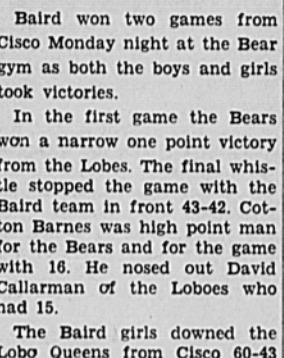 Baird won two games from
Cisco Monday night at the Bear
gym as both the boys and girls
took victories.
In the first game the Bears
won a narrow one point victory
from the Lobes. The final whis-
tle stopped the game with the
Baird team in front 43-42. Cot-
ton Barnes was high point man
for the Bears and for the game
with 16. He nosed out David
Callarman of the Loboes who
had 15.
The Baird girls downed the
Lobo Queens from Cisco 60-43